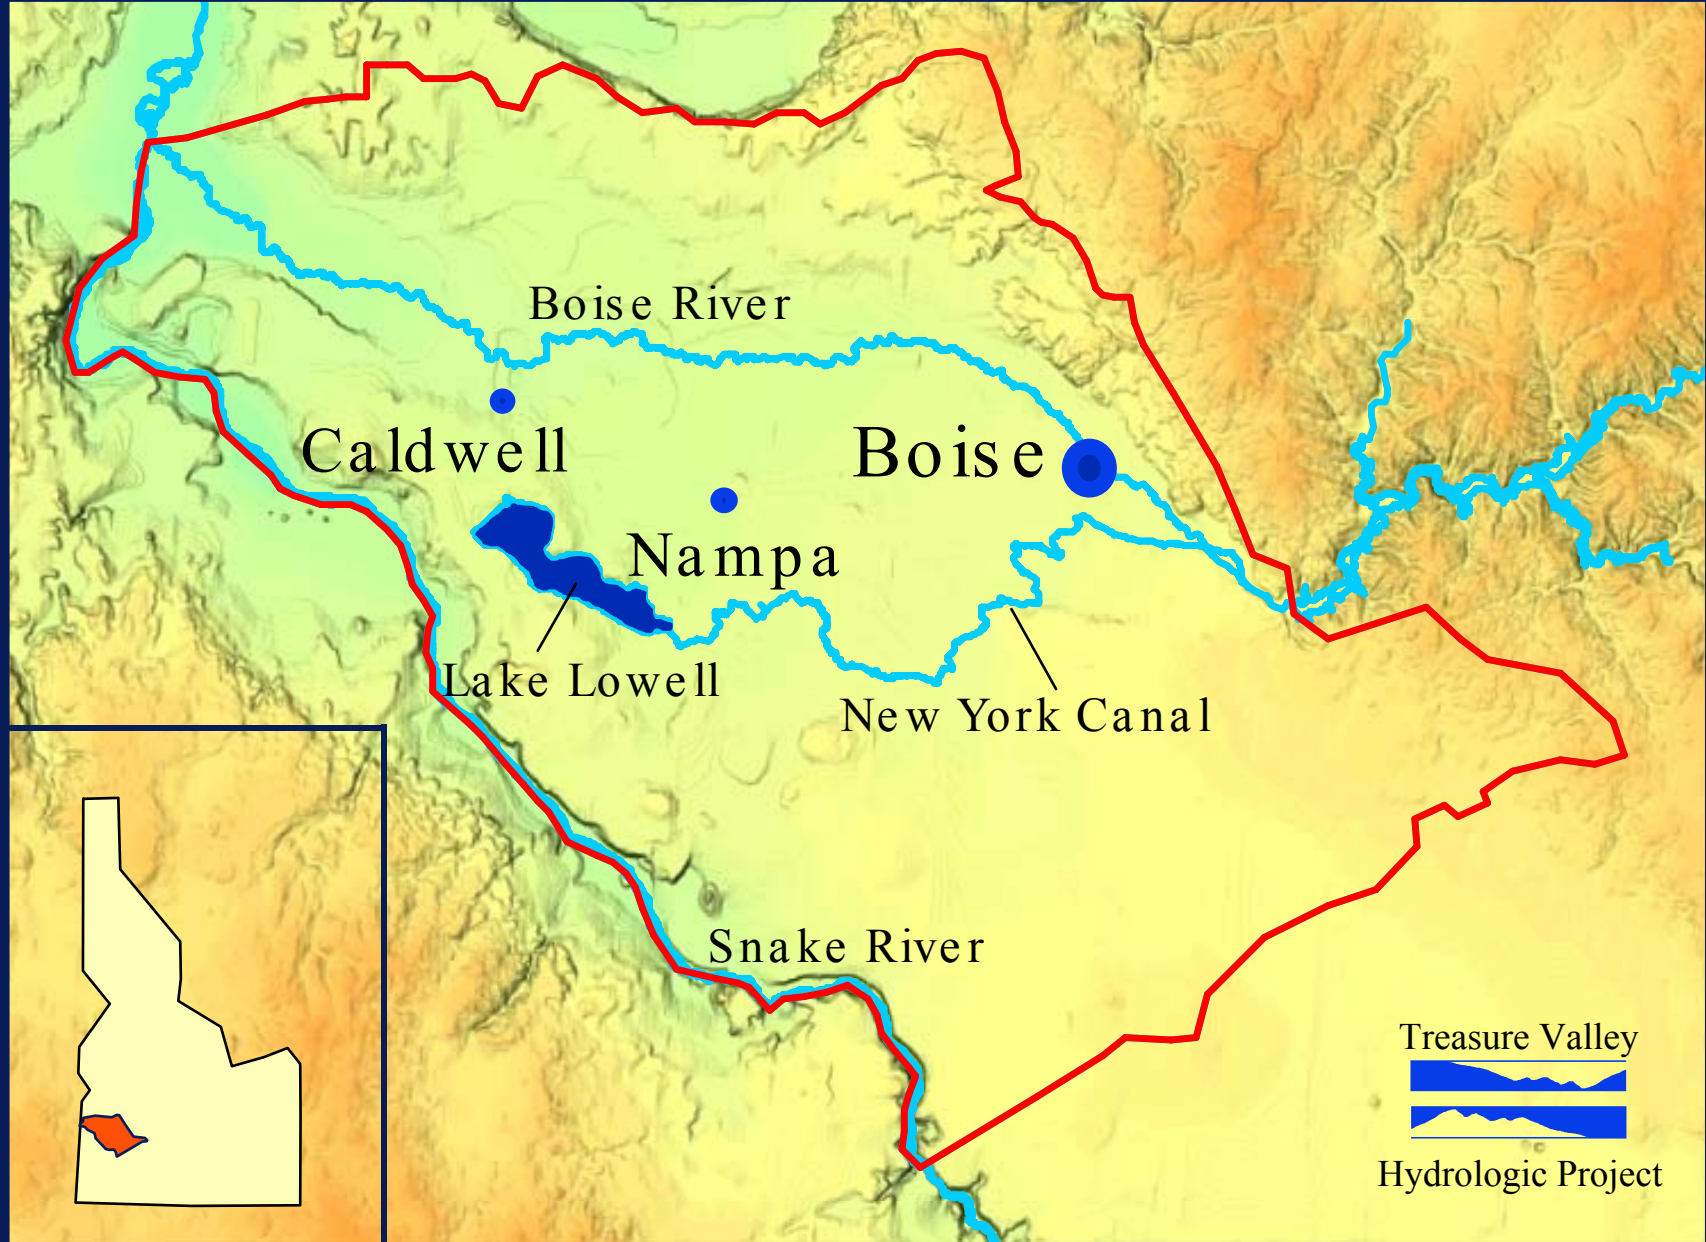 Boise River
Caldwell
Boise
Nampa
Lake Lowell
New York Canal
Snake River
Treasure Valley
Hydrologic Project